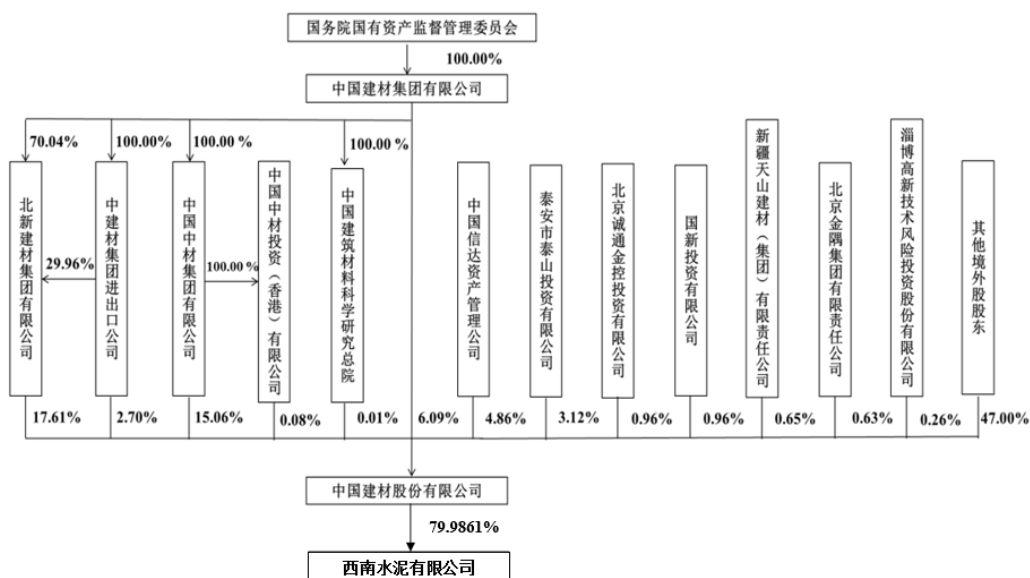 国务院国有资产监督管理委员会
100.00%
中国建材集团有限公司
70.04%
100.00%
100.00 %
100.00 %
北新建材集团有限公司
29.96%
中建材集团进出口公司
中国中材集团有限公司
100.00 %
中国中材投资（香港）有限公司
中国建筑材料科学研究总院
中国信达资产管理公司
泰安市泰山投资有限公司
北京诚通金控投资有限公司
国新投资有限公司
新疆天山建材（集团）有限责任公司
北京金隅集团有限责任公司
淄博高新技术风险投资股份有限公司
其他境外股股东
17.61%
2.70%
15.06%
0.08%
0.01%
6.09%
4.86%
3.12%
0.96%
0.96%
0.65%
0.63%
0.26%
47.00%
中国建材股份有限公司
79.9861%
西南水泥有限公司